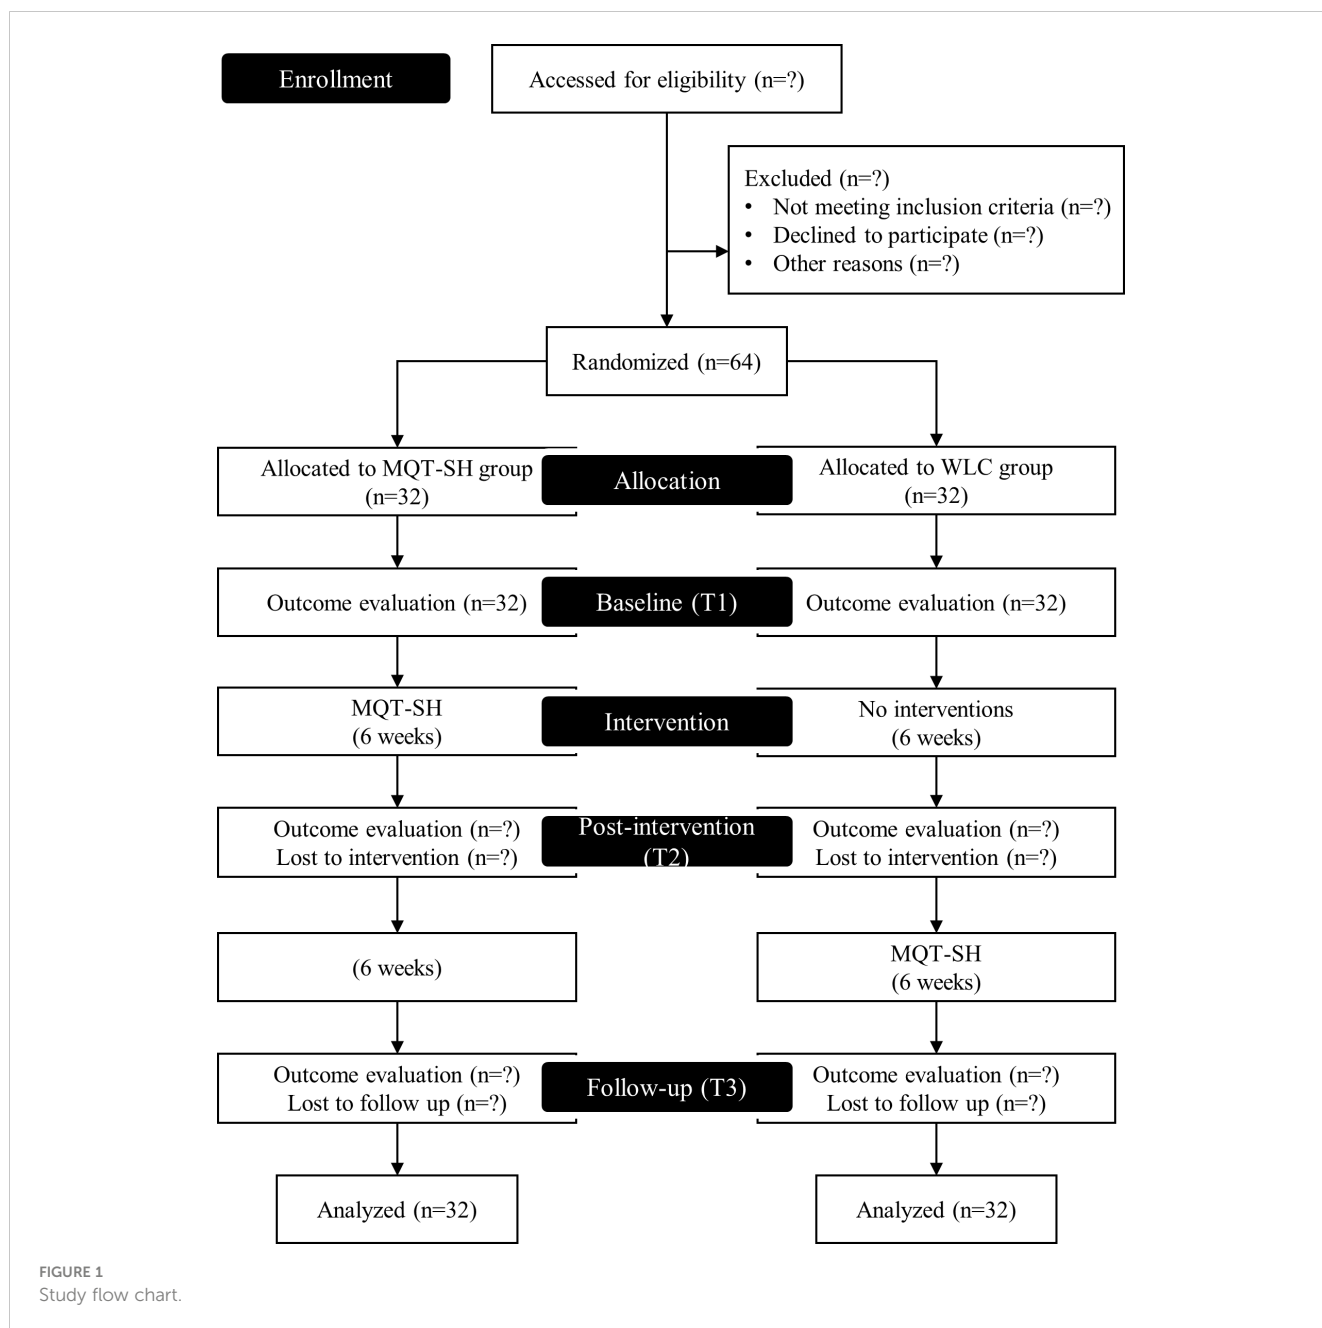 Enrollment
Accessed for eligibility (n=?)
Excluded (n=?)
• Not meeting inclusion criteria (n=?)
• Declined to participate (n=?)
• Other reasons (n=?)
Randomized (n=64)
Allocated to MQT-SH group
(n=32)
Allocation
Allocated to WLC group
(n=32)
Outcome evaluation (n=32)
Baseline (T1)
Outcome evaluation (n=32)
MQT-SH
(6 weeks)
Intervention
No interventions
(6 weeks)
Outcome evaluation (n=?)
Lost to intervention (n=?)
Post-intervention
(T2)
Outcome evaluation (n=?)
Lost to intervention (n=?)
(6 weeks)
MQT-SH
(6 weeks)
Outcome evaluation (n=?)
Lost to follow up (n=?)
Follow-up (T3)
Outcome evaluation (n=?)
Lost to follow up (n=?)
Analyzed (n=32)
Analyzed (n=32)
FIGURE 1
Study flow chart.